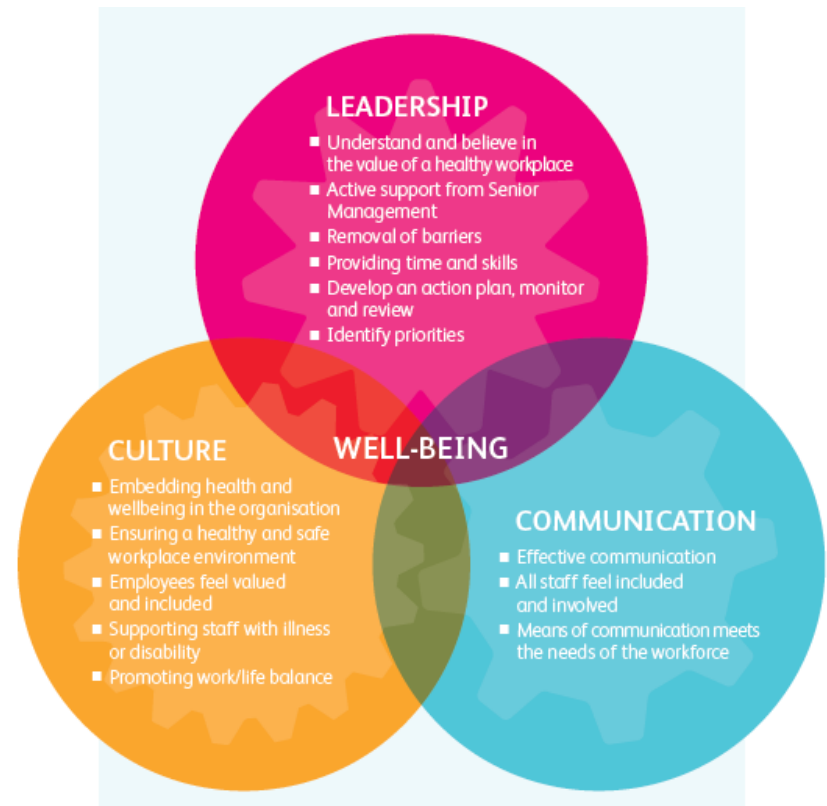 LEADERSHIP
■ Understand and believe in
the value of a healthy workplace
■ Active support from Senior
Management
■ Removal of barriers
■ Providing time and skills
■ Develop an action plan, monitor
and review
■ Identify priorities
WELL-BEING
CULTURE
■ Embedding health and
wellbeing in the organisation
■ Ensuring a healthy and safe
workplace environment
■ Employees feel valued
and included
■ Supporting staff with illness
or disability
■ Promoting work/life balance
COMMUNICATION
■ Effective communication
■ All staff feel included
and involved
■ Means of communication meets
the needs of the workforce